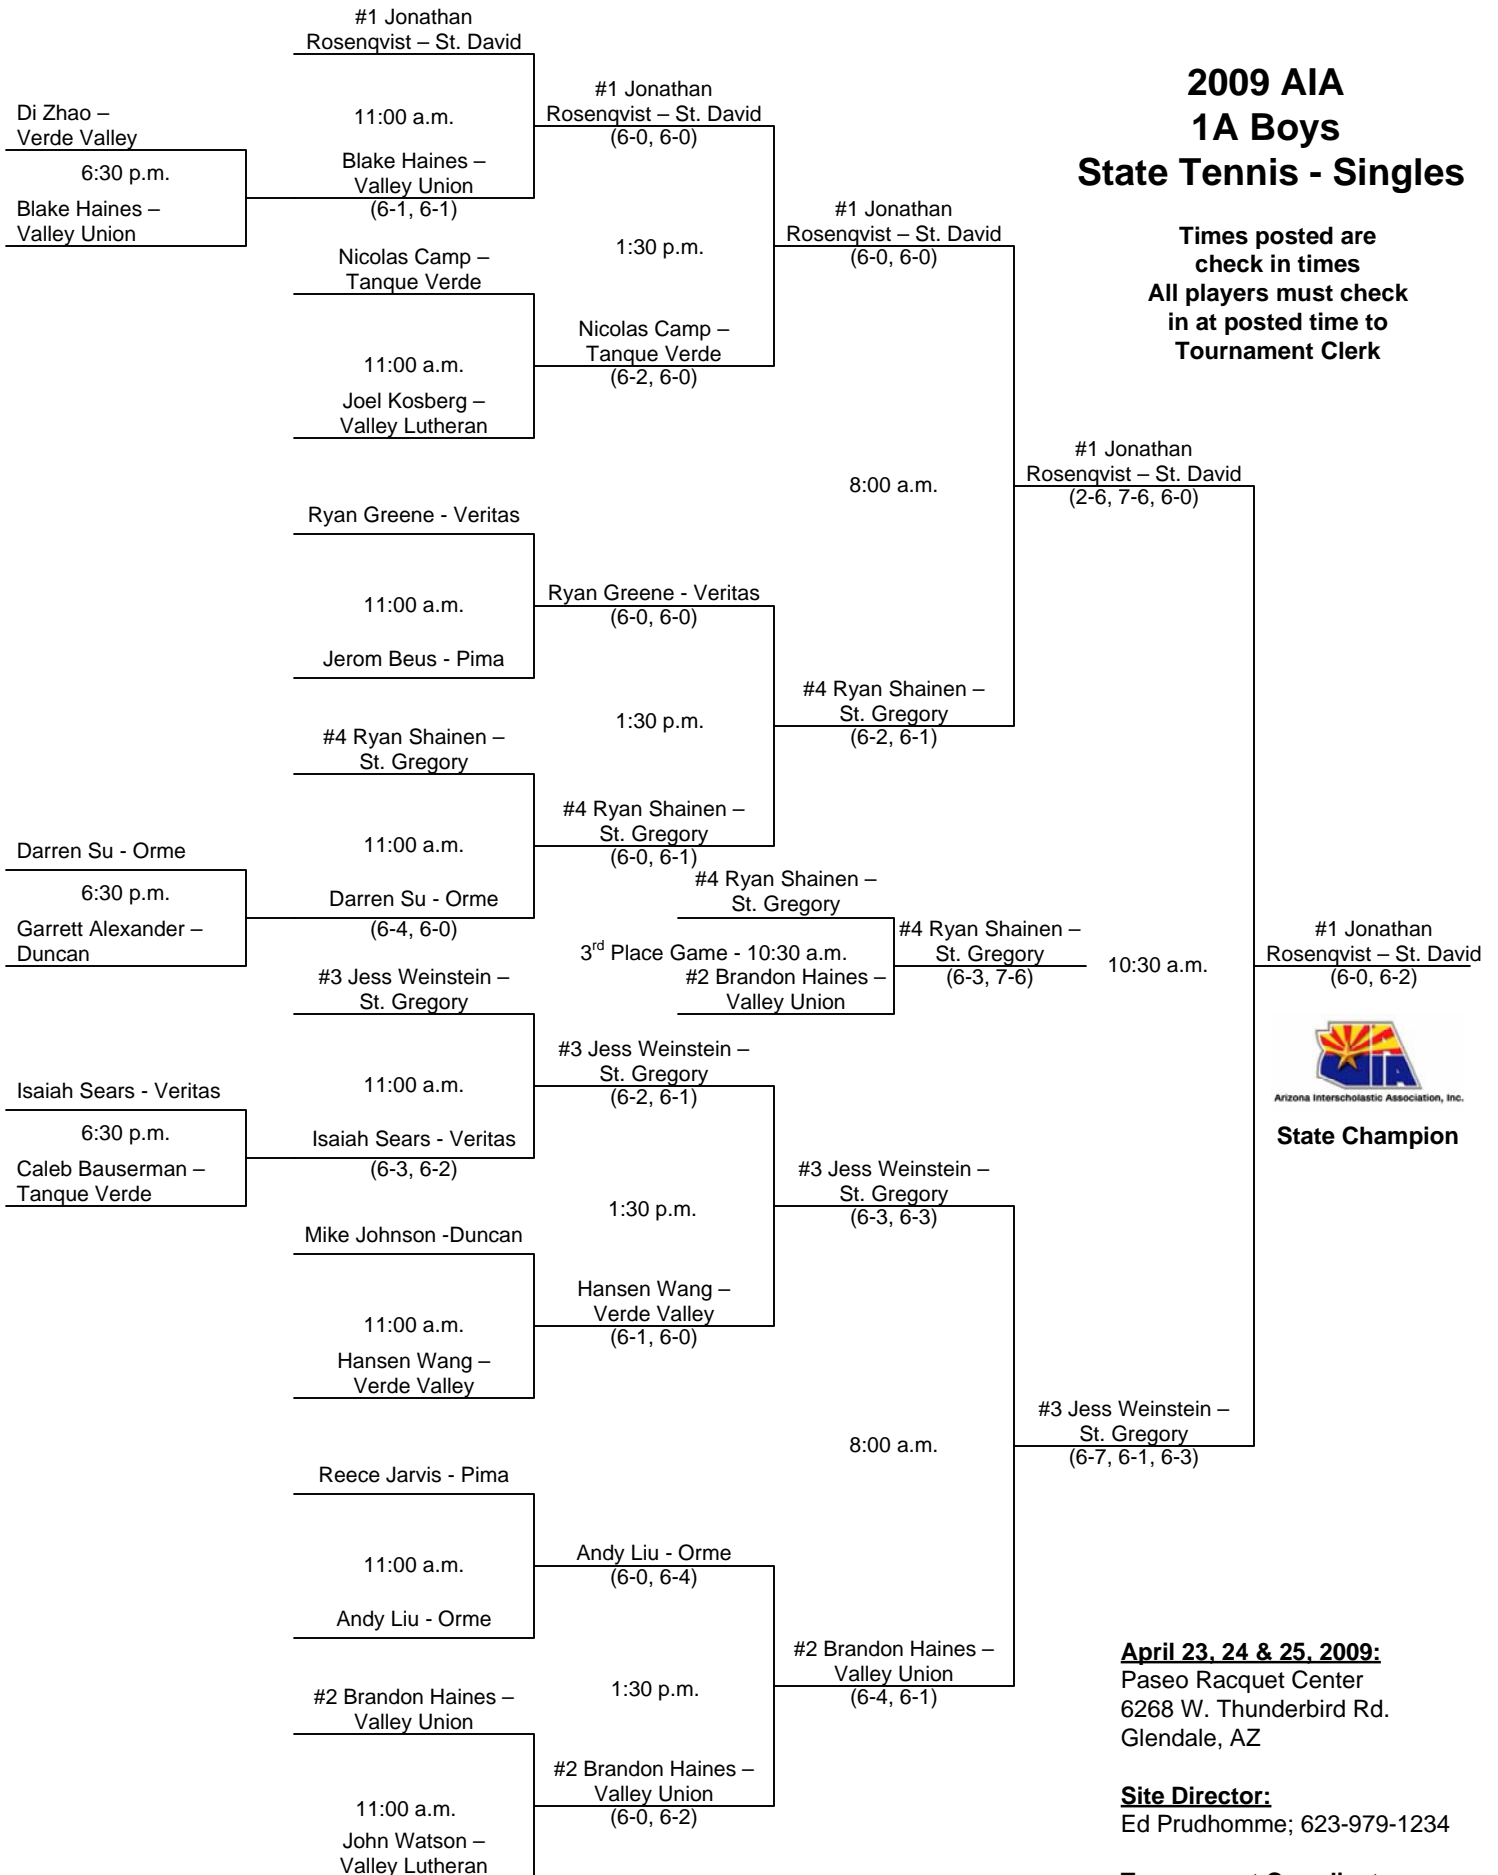 #1 Jonathan
Rosenqvist – St. David
Di Zhao –
Verde Valley
6:30 p.m.
Blake Haines –
Valley Union
11:00 a.m.
Blake Haines –
Valley Union
(6-1, 6-1)
#1 Jonathan
Rosenqvist – St. David
(6-0, 6-0)
Nicolas Camp –
Tanque Verde
11:00 a.m.
Joel Kosberg –
Valley Lutheran
1:30 p.m.
Nicolas Camp –
Tanque Verde
(6-2, 6-0)
#1 Jonathan
Rosenqvist – St. David
(6-0, 6-0)
2009 AIA
1A Boys
State Tennis - Singles
Times posted are
check in times
All players must check
in at posted time to
Tournament Clerk
8:00 a.m.
#1 Jonathan
Rosenqvist – St. David
(2-6, 7-6, 6-0)
Ryan Greene - Veritas
11:00 a.m.
Jerom Beus - Pima
Ryan Greene - Veritas
(6-0, 6-0)
1:30 p.m.
#4 Ryan Shainen –
St. Gregory
(6-2, 6-1)
#4 Ryan Shainen –
St. Gregory
11:00 a.m.
Darren Su - Orme
6:30 p.m.
Garrett Alexander –
Duncan
Darren Su - Orme
(6-4, 6-0)
#4 Ryan Shainen –
St. Gregory
(6-0, 6-1)
#4 Ryan Shainen –
St. Gregory
3rd Place Game - 10:30 a.m.
#2 Brandon Haines –
Valley Union
#4 Ryan Shainen –
St. Gregory
(6-3, 7-6)
10:30 a.m.
#1 Jonathan
Rosenqvist – St. David
(6-0, 6-2)
AIA
Arizona Interscholastic Association, Inc.
State Champion
#3 Jess Weinstein –
St. Gregory
11:00 a.m.
Isaiah Sears - Veritas
6:30 p.m.
Caleb Bauserman –
Tanque Verde
Isaiah Sears - Veritas
(6-3, 6-2)
#3 Jess Weinstein –
St. Gregory
(6-2, 6-1)
1:30 p.m.
#3 Jess Weinstein –
St. Gregory
(6-3, 6-3)
Mike Johnson -Duncan
11:00 a.m.
Hansen Wang –
Verde Valley
Hansen Wang –
Verde Valley
(6-1, 6-0)
8:00 a.m.
#3 Jess Weinstein –
St. Gregory
(6-7, 6-1, 6-3)
Reece Jarvis - Pima
11:00 a.m.
Andy Liu - Orme
Andy Liu - Orme
(6-0, 6-4)
1:30 p.m.
#2 Brandon Haines –
Valley Union
(6-4, 6-1)
#2 Brandon Haines –
Valley Union
11:00 a.m.
John Watson –
Valley Lutheran
#2 Brandon Haines –
Valley Union
(6-0, 6-2)
April 23, 24 & 25, 2009:
Paseo Racquet Center
6268 W. Thunderbird Rd.
Glendale, AZ
Site Director:
Ed Prudhomme; 623-979-1234